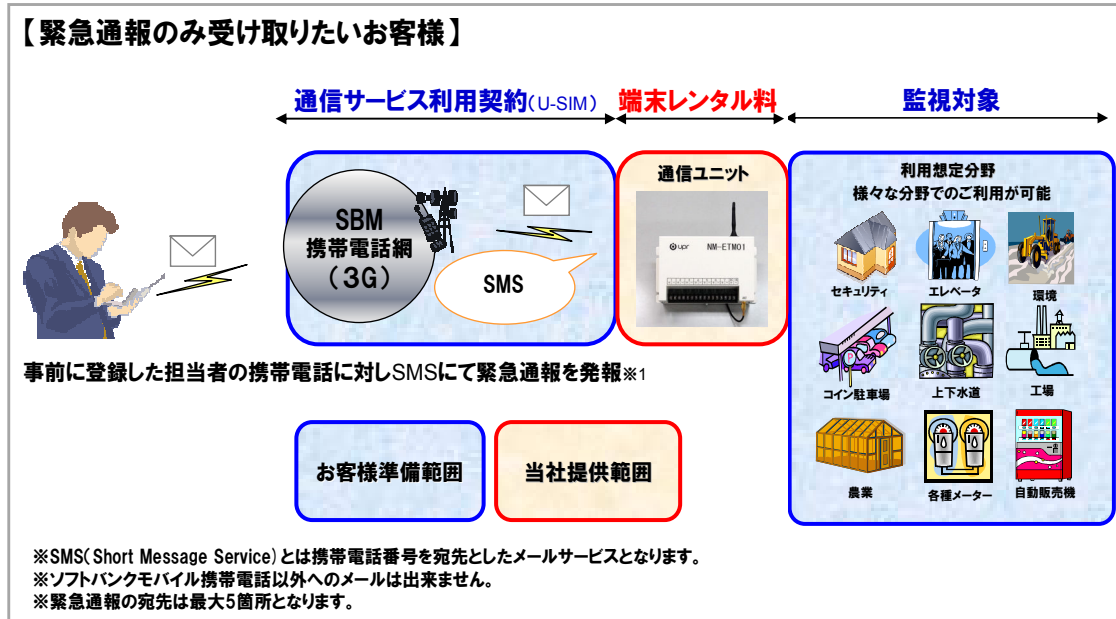 【緊急通報のみ受け取りたいお客様】
通信サービス利用契約(U-SIM)
端末レンタル料
監視対象
SBM
携帯電話網
(3G)
SMS
通信ユニット
upr NM-ETM01
利用想定分野
様々な分野でのご利用が可能
セキュリティ
エレベータ
環境
コイン駐車場
上下水道
工場
農業
各種メーター
自動販売機
事前に登録した担当者の携帯電話に対しSMSにて緊急通報を発報※1
お客様準備範囲
当社提供範囲
※SMS(Short Message Service)とは携帯電話番号を宛先としたメールサービスとなります。
※ソフトバンクモバイル携帯電話以外へのメールは出来ません。
※緊急通報の宛先は最大5箇所となります。